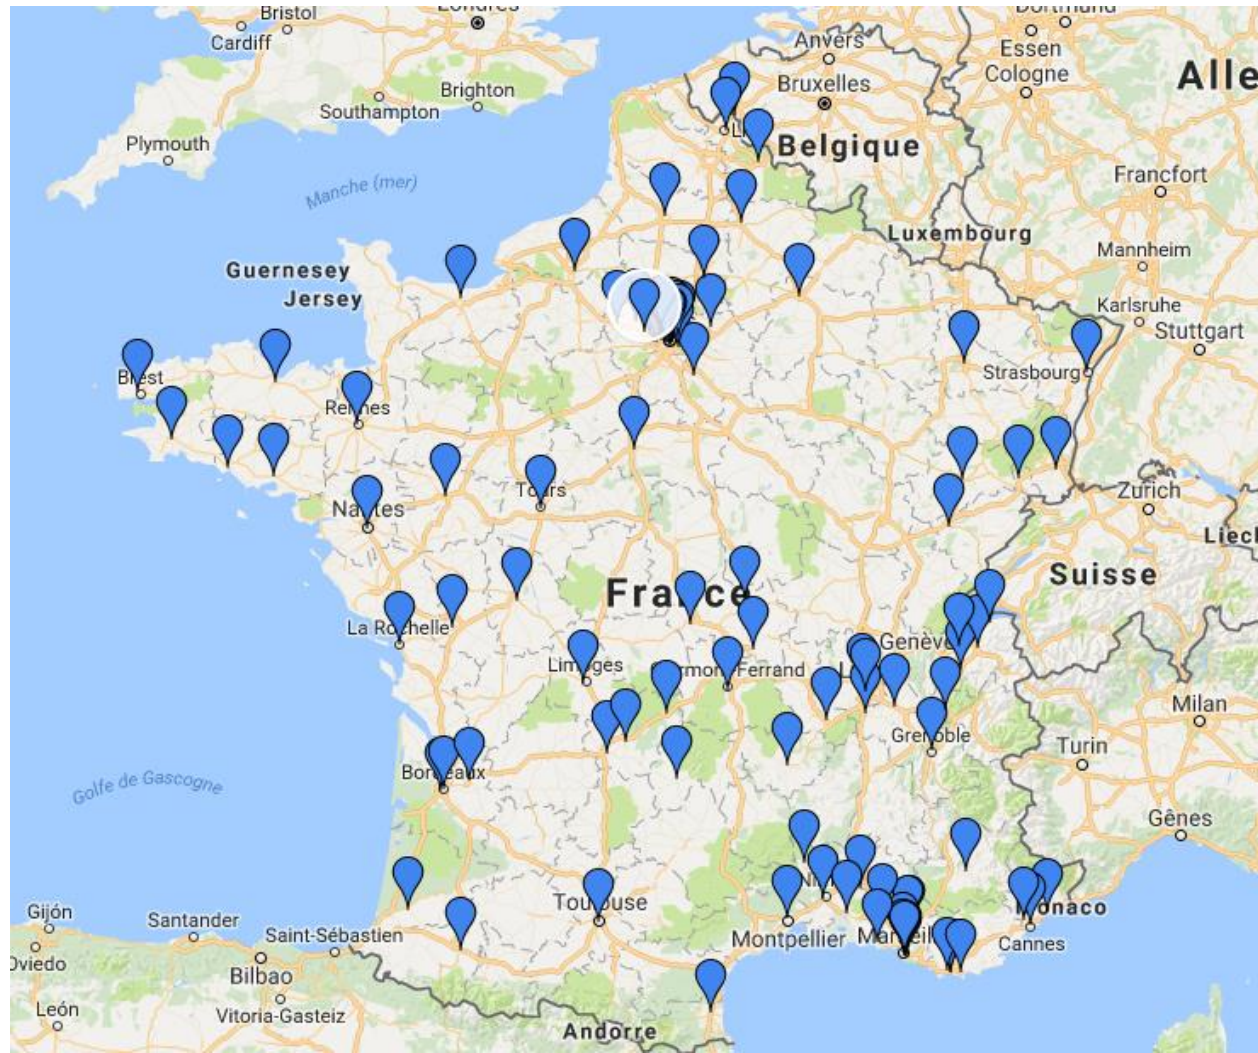 Bristol
Cardiff
Londres
Dortmund
Anvers
Essen
Cologne
Alle
Brighton
Southampton
Bruxelles
Plymouth
Belgique
Manche (mer)
Francfort
Luxembourg
Mannheim
Guernesey
Jersey
Karlsruhe
Stuttgart
Strasbourg
Brest
Rennes
Zurich
Nantes
Tours
Liech
France
Suisse
La Rochelle
Genève
Limoges
Clermont-Ferrand
Milan
Grenoble
Turin
Bordeaux
Golfe de Gascogne
Gênes
Toulouse
Monaco
Gijón
Santander
Saint-Sébastien
Montpellier
Marseille
Cannes
Oviedo
Bilbao
León
Vitoria-Gasteiz
Andorre